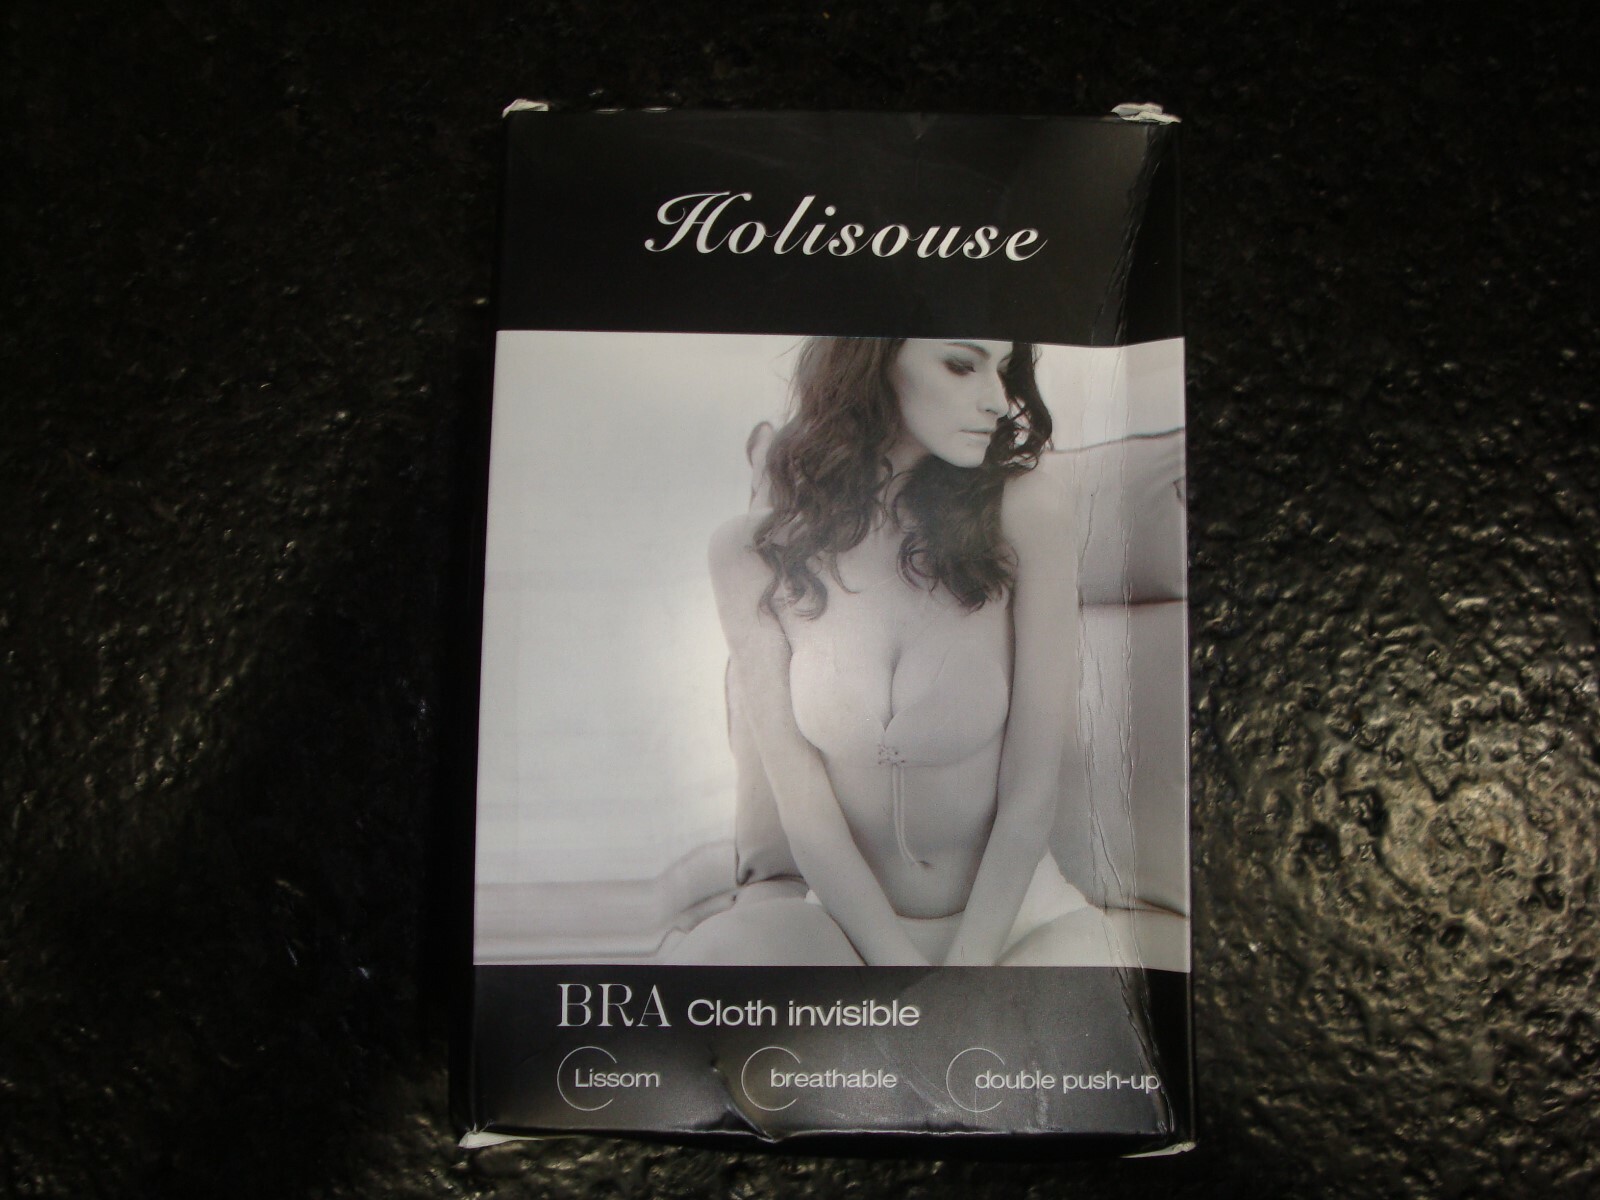 Holisouse
BRA Cloth invisible
Lissom breathable double push-up